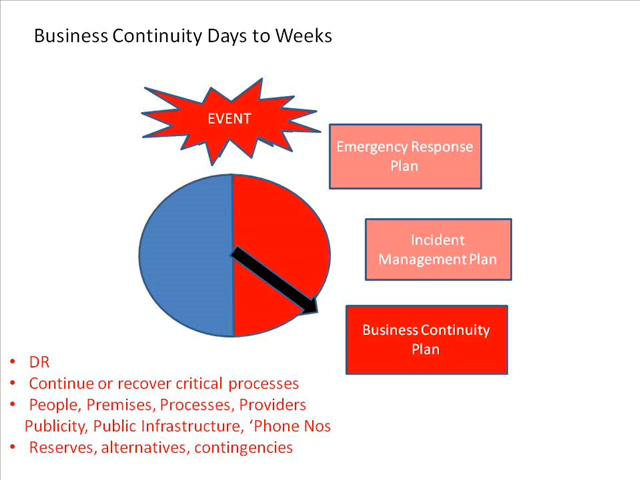 Business Continuity Days to Weeks
EVENT
Emergency Response
Plan
Incident
Management Plan
Business Continuity
Plan
• DR
• Continue or recover critical processes
• People, Premises, Processes, Providers
Publicity, Public Infrastructure, ‘Phone Nos
• Reserves, alternatives, contingencies